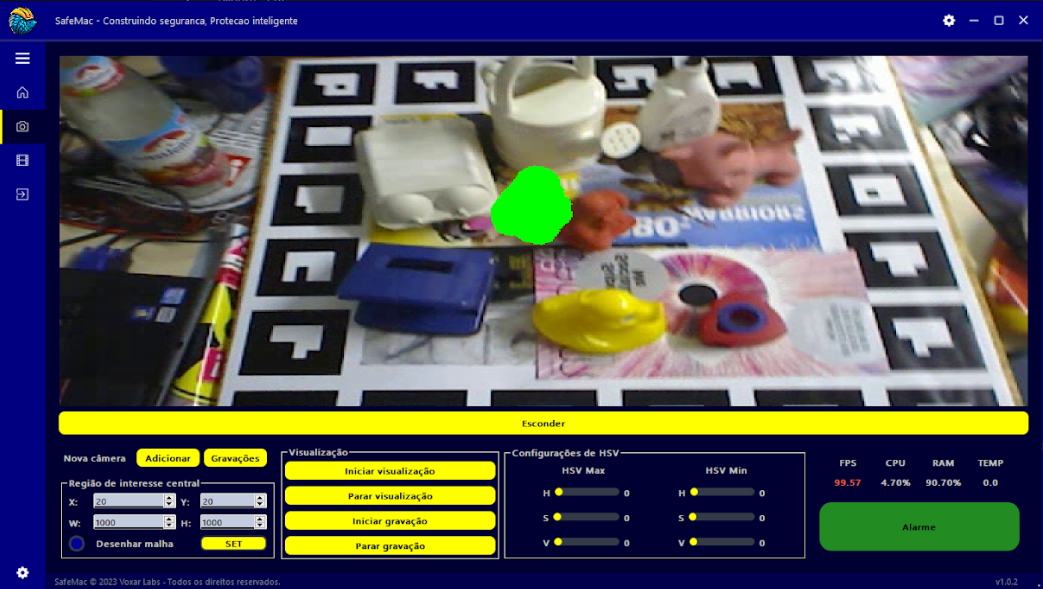 SafeMac - Construindo seguranca, Protecao inteligente
Esconder
Nova câmera
Adicionar
Gravações
Região de interesse central
X:
20
Y:
20
W:
1000
H:
1000
Desenhar malha
SET
Visualização
Iniciar visualização
Parar visualização
Iniciar gravação
Parar gravação
Configurações de HSV
HSV Max
HSV Min
H
0
H
0
S
0
S
0
V
0
V
0
FPS
CPU
RAM
TEMP
99.57
4.70%
90.70%
0.0
Alarme
SafeMac © 2023 Voxar Labs - Todos os direitos reservados.
v1.0.2